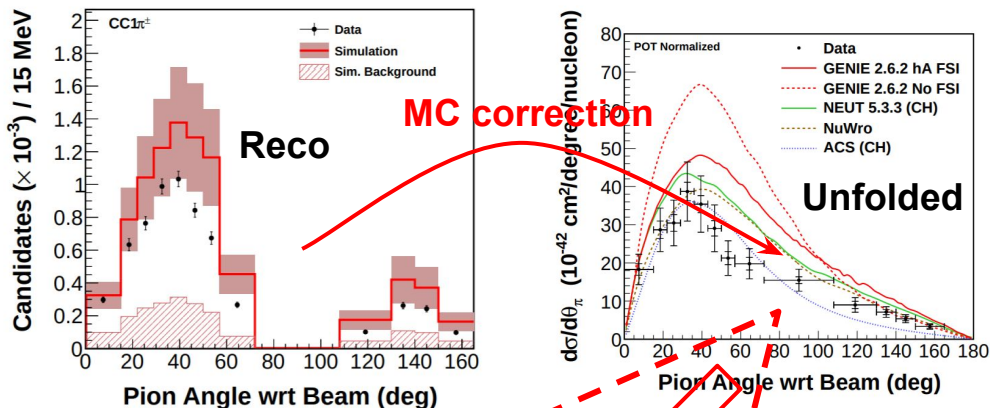 2
1.8
1.6
1.4
1.2
1
0.8
0.6
0.4
0.2
0
0 20 40 60 80 100 120 140 160
Candidates (× 10⁻³) / 15 MeV
Pion Angle wrt Beam (deg)
CC1π±
Data
Simulation
Sim. Background
Reco
MC correction
80
70
60
50
40
30
20
10
0
0 20 40 60 80 100 120 140 160 180
dσ/dθπ (10⁻⁴² cm²/degree/nucleon)
Pion Angle wrt Beam (deg)
POT Normalized
Data
GENIE 2.6.2 hA FSI
GENIE 2.6.2 No FSI
NEUT 5.3.3 (CH)
NuWro
ACS (CH)
Unfolded